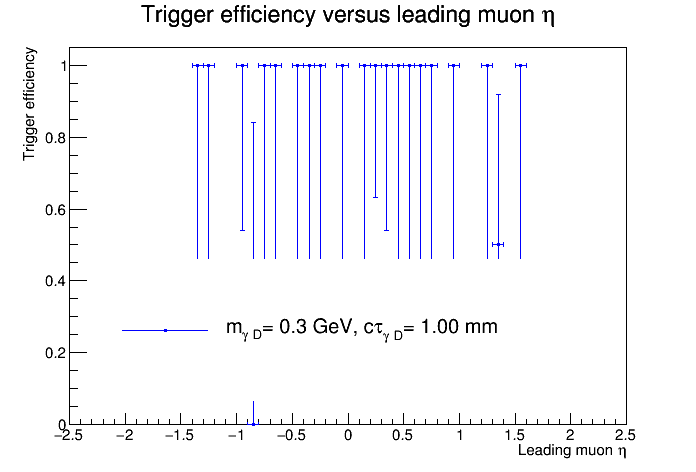 Trigger efficiency versus leading muon η
Trigger efficiency
1
0.8
0.6
0.4
0.2
0
mγ D= 0.3 GeV, cτγ D= 1.00 mm
−2.5 −2 −1.5 −1 −0.5 0 0.5 1 1.5 2 2.5
Leading muon η